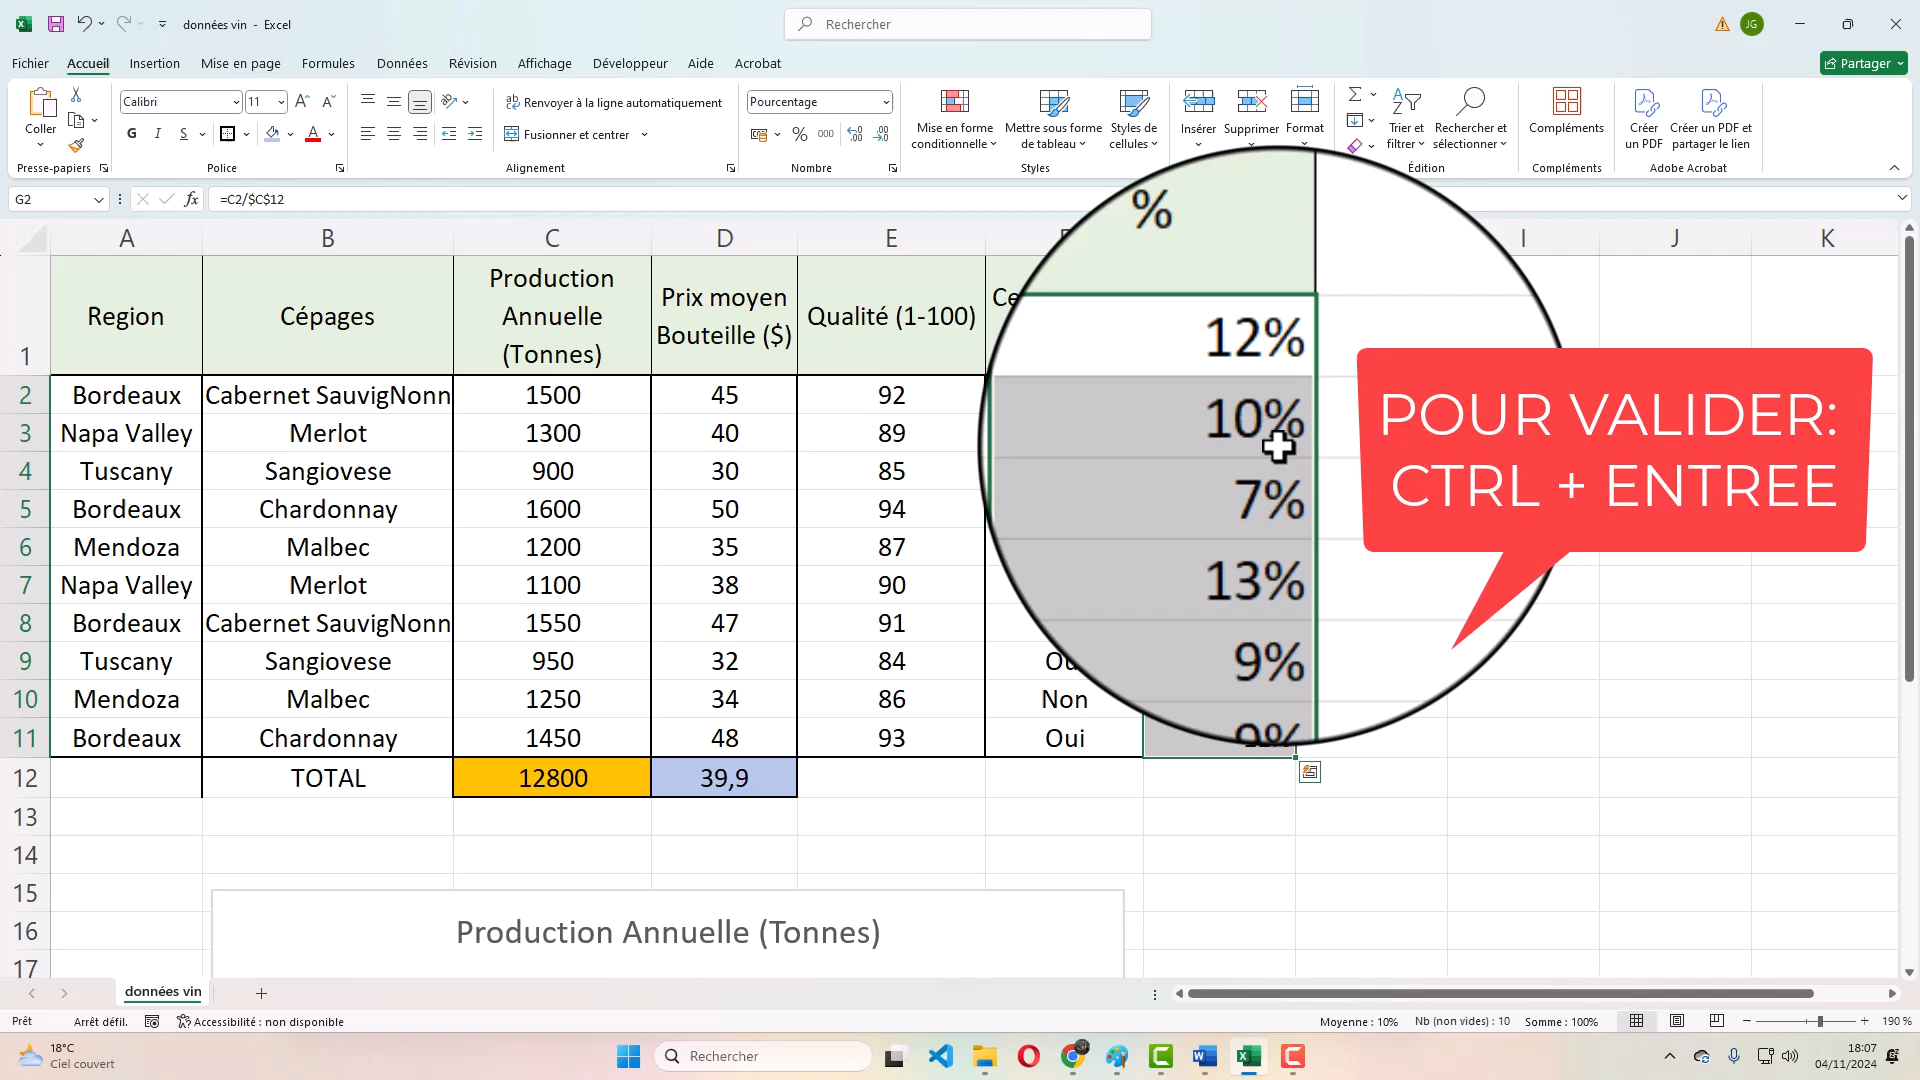 données vin - Excel
Rechercher
JG
Fichier Accueil Insertion Mise en page Formules Données Révision Affichage Développeur Aide Acrobat
Partager
Coller
Presse-papiers
Calibri 11
G I S
Police
Renvoyer à la ligne automatiquement
Fusionner et centrer
Alignement
Pourcentage
% 000
Nombre
Mise en forme conditionnelle
Mettre sous forme de tableau
Styles de cellules
Styles
Insérer
Supprimer
Format
Trier et filtrer
Rechercher et sélectionner
Édition
Compléments
Compléments
Créer un PDF
Créer un PDF et partager le lien
Adobe Acrobat
G2
fx =C2/$C$12
A B C D E I J K
1 Region Cépages Production Annuelle (Tonnes) Prix moyen Bouteille ($) Qualité (1-100) Ce %
2 Bordeaux Cabernet SauvigNonn 1500 45 92 12%
3 Napa Valley Merlot 1300 40 89 10%
4 Tuscany Sangiovese 900 30 85 7%
5 Bordeaux Chardonnay 1600 50 94 13%
6 Mendoza Malbec 1200 35 87 9%
7 Napa Valley Merlot 1100 38 90 9%
8 Bordeaux Cabernet SauvigNonn 1550 47 91
9 Tuscany Sangiovese 950 32 84 Ou
10 Mendoza Malbec 1250 34 86 Non
11 Bordeaux Chardonnay 1450 48 93 Oui
12 TOTAL 12800 39,9
13
14
15
16
17
POUR VALIDER:
CTRL + ENTREE
Production Annuelle (Tonnes)
données vin
Prêt Arrêt défil. Accessibilité : non disponible
Moyenne : 10% Nb (non vides) : 10 Somme : 100%
190 %
18°C
Ciel couvert
Rechercher
18:07
04/11/2024